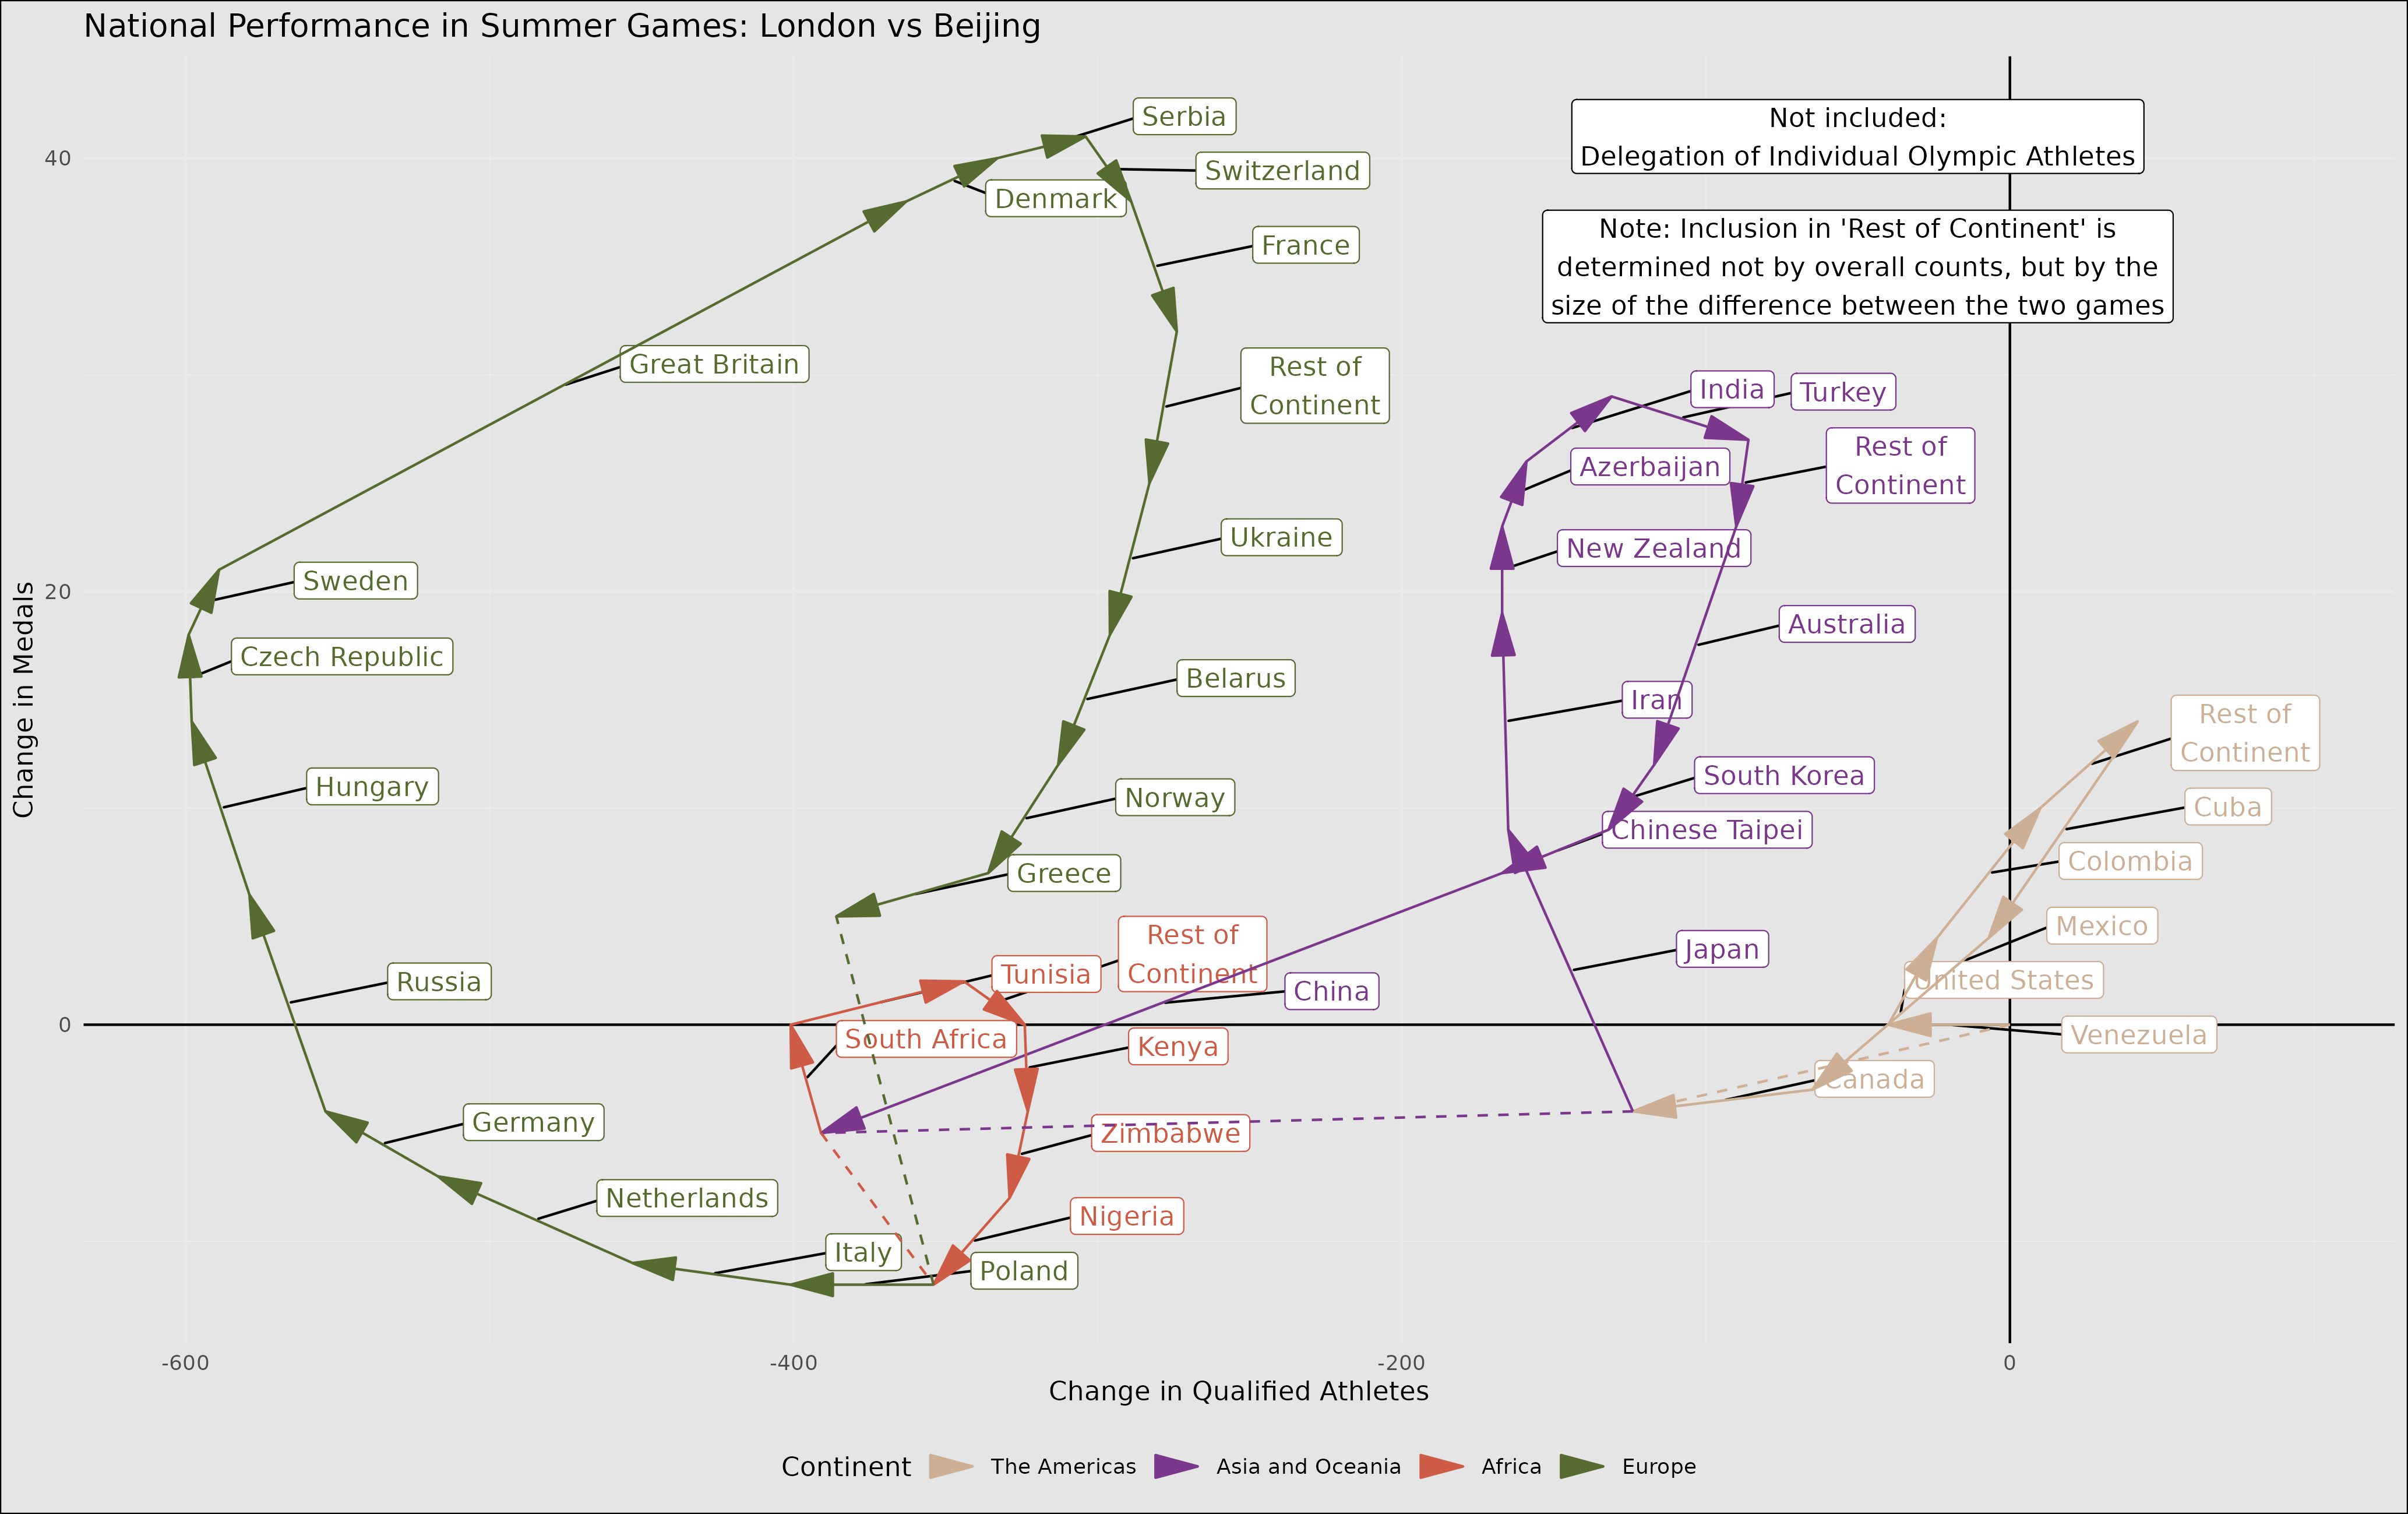 National Performance in Summer Games: London vs Beijing
Serbia
Not included:
Delegation of Individual Olympic Athletes
40
Switzerland
Denmark
Note: Inclusion in 'Rest of Continent' is
determined not by overall counts, but by the
size of the difference between the two games
France
Great Britain
Rest of
Continent
India
Turkey
Rest of
Continent
Azerbaijan
Ukraine
New Zealand
Sweden
20
Australia
Czech Republic
Belarus
Iran
Rest of
Continent
Change in Medals
Hungary
Norway
South Korea
Cuba
Chinese Taipei
Colombia
Greece
Mexico
Rest of
Continent
Japan
Russia
Tunisia
China
United States
0
South Africa
Kenya
Venezuela
Canada
Germany
Zimbabwe
Netherlands
Nigeria
Italy
Poland
-600
-400
-200
0
Change in Qualified Athletes
Continent
The Americas
Asia and Oceania
Africa
Europe